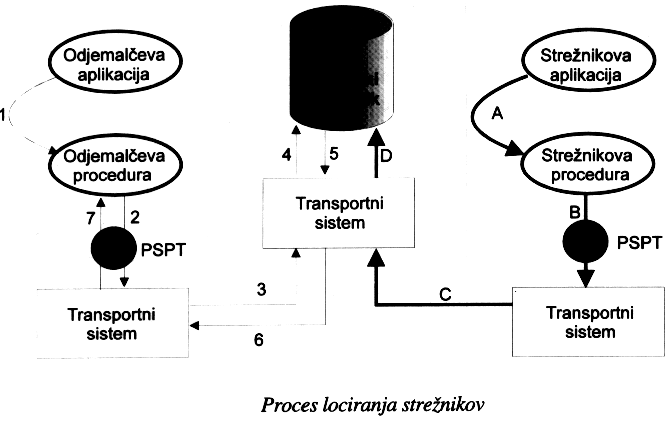 Odjemalčeva
aplikacija
Strežnikova
aplikacija
1
A
4
5
D
Odjemalčeva
procedura
Strežnikova
procedura
7
2
PSPT
Transportni
sistem
B
PSPT
3
C
6
Transportni
sistem
Transportni
sistem
Proces lociranja strežnikov